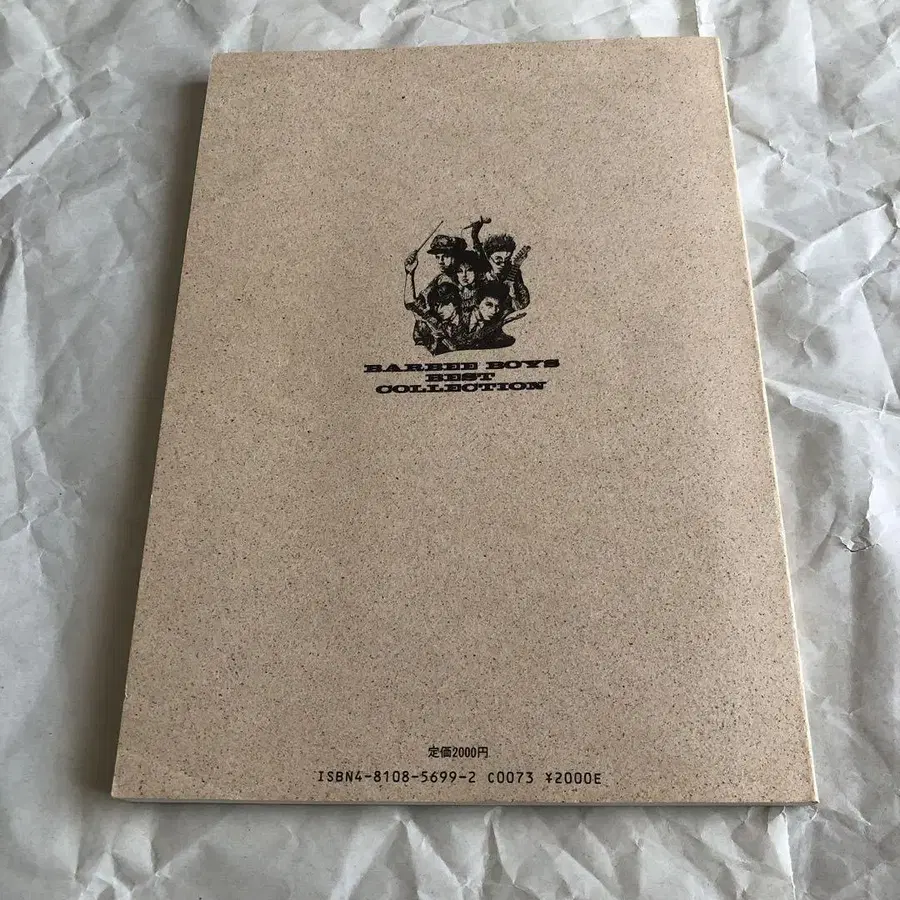 BARBEE BOYS
BEST
COLLECTION
定価2000円
ISBN4-8108-5699-2 C0073 ¥2000E